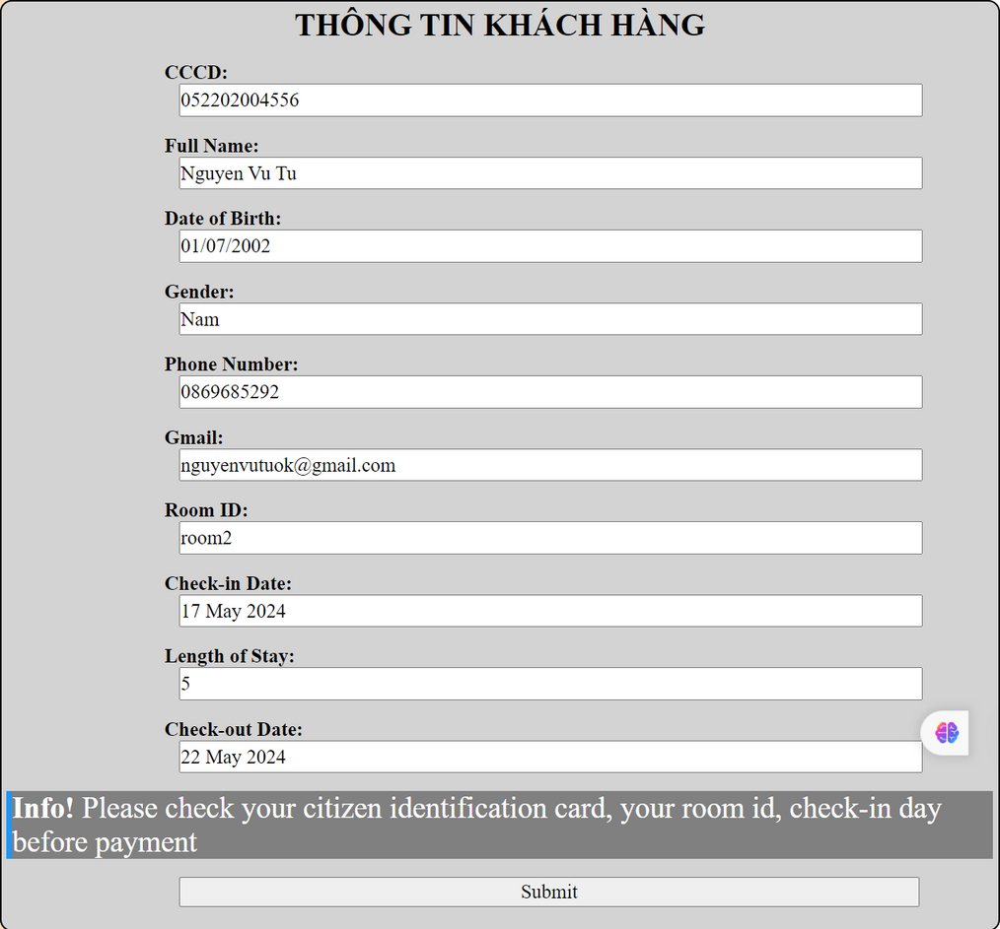 THÔNG TIN KHÁCH HÀNG
CCCD:
052202004556
Full Name:
Nguyen Vu Tu
Date of Birth:
01/07/2002
Gender:
Nam
Phone Number:
0869685292
Gmail:
nguyenvutuok@gmail.com
Room ID:
room2
Check-in Date:
17 May 2024
Length of Stay:
5
Check-out Date:
22 May 2024
Info! Please check your citizen identification card, your room id, check-in day
before payment
Submit